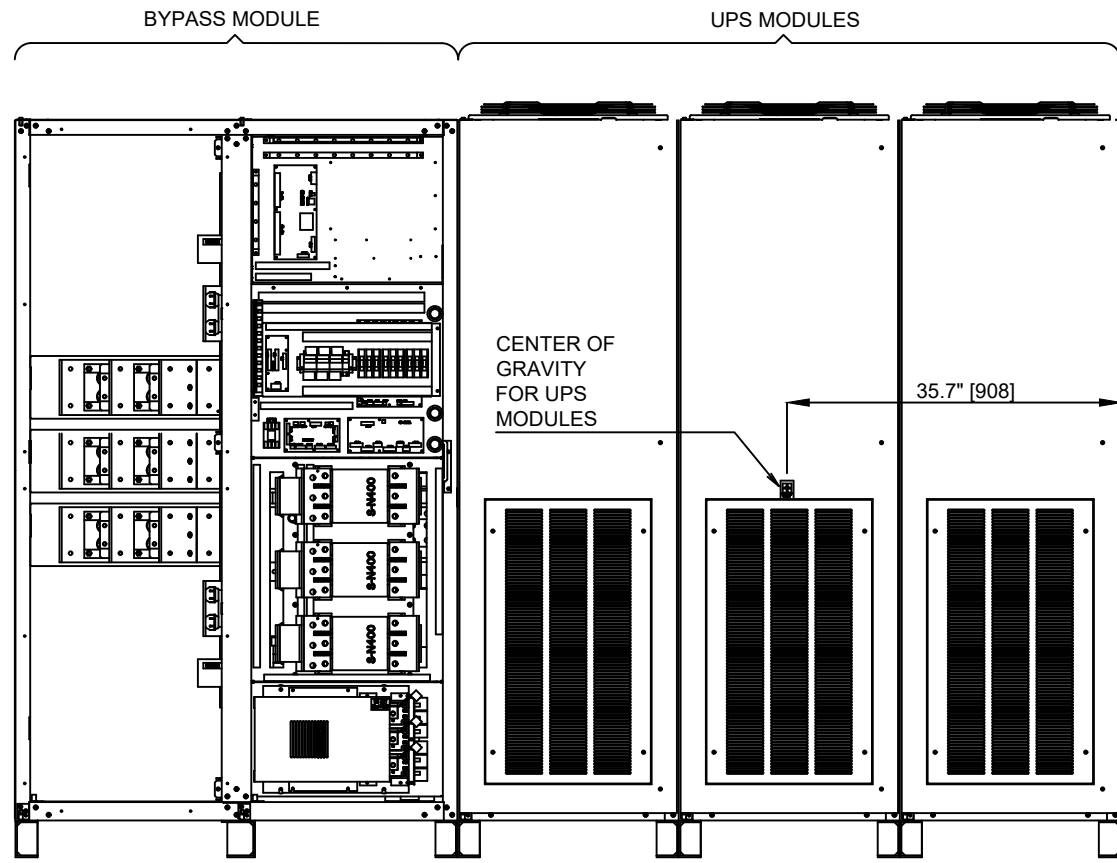 BYPASS MODULE
UPS MODULES
CENTER OF
GRAVITY
FOR UPS
MODULES
35.7" [908]
S-N400
S-N400
S-N400